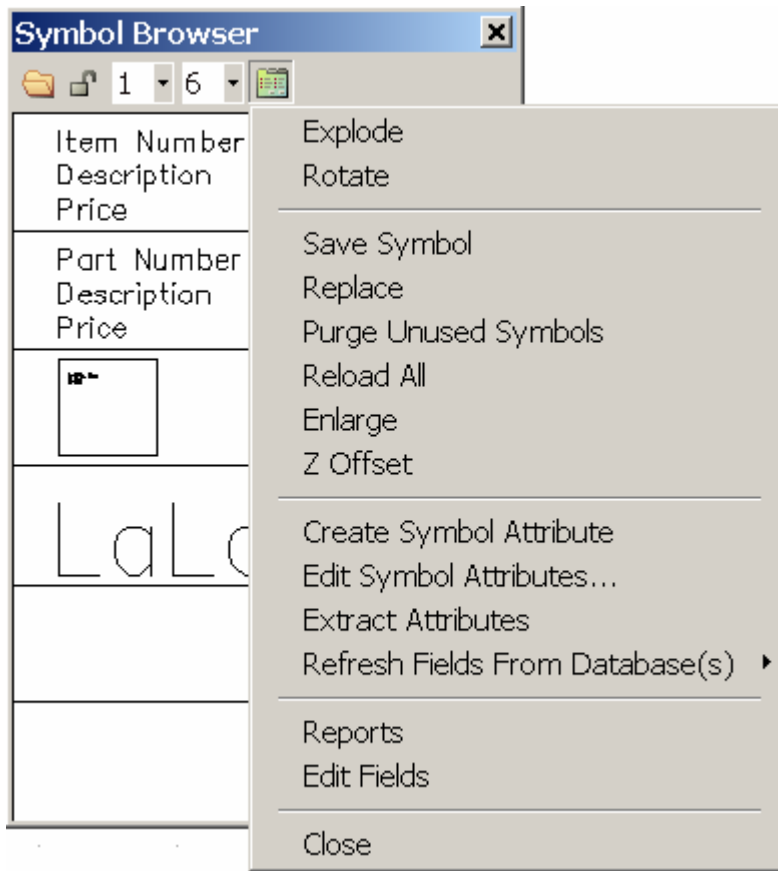 Symbol Browser
1 6
Item Number
Description
Price
Part Number
Description
Price
LaL
Explode
Rotate
Save Symbol
Replace
Purge Unused Symbols
Reload All
Enlarge
Z Offset
Create Symbol Attribute
Edit Symbol Attributes...
Extract Attributes
Refresh Fields From Database(s)
Reports
Edit Fields
Close